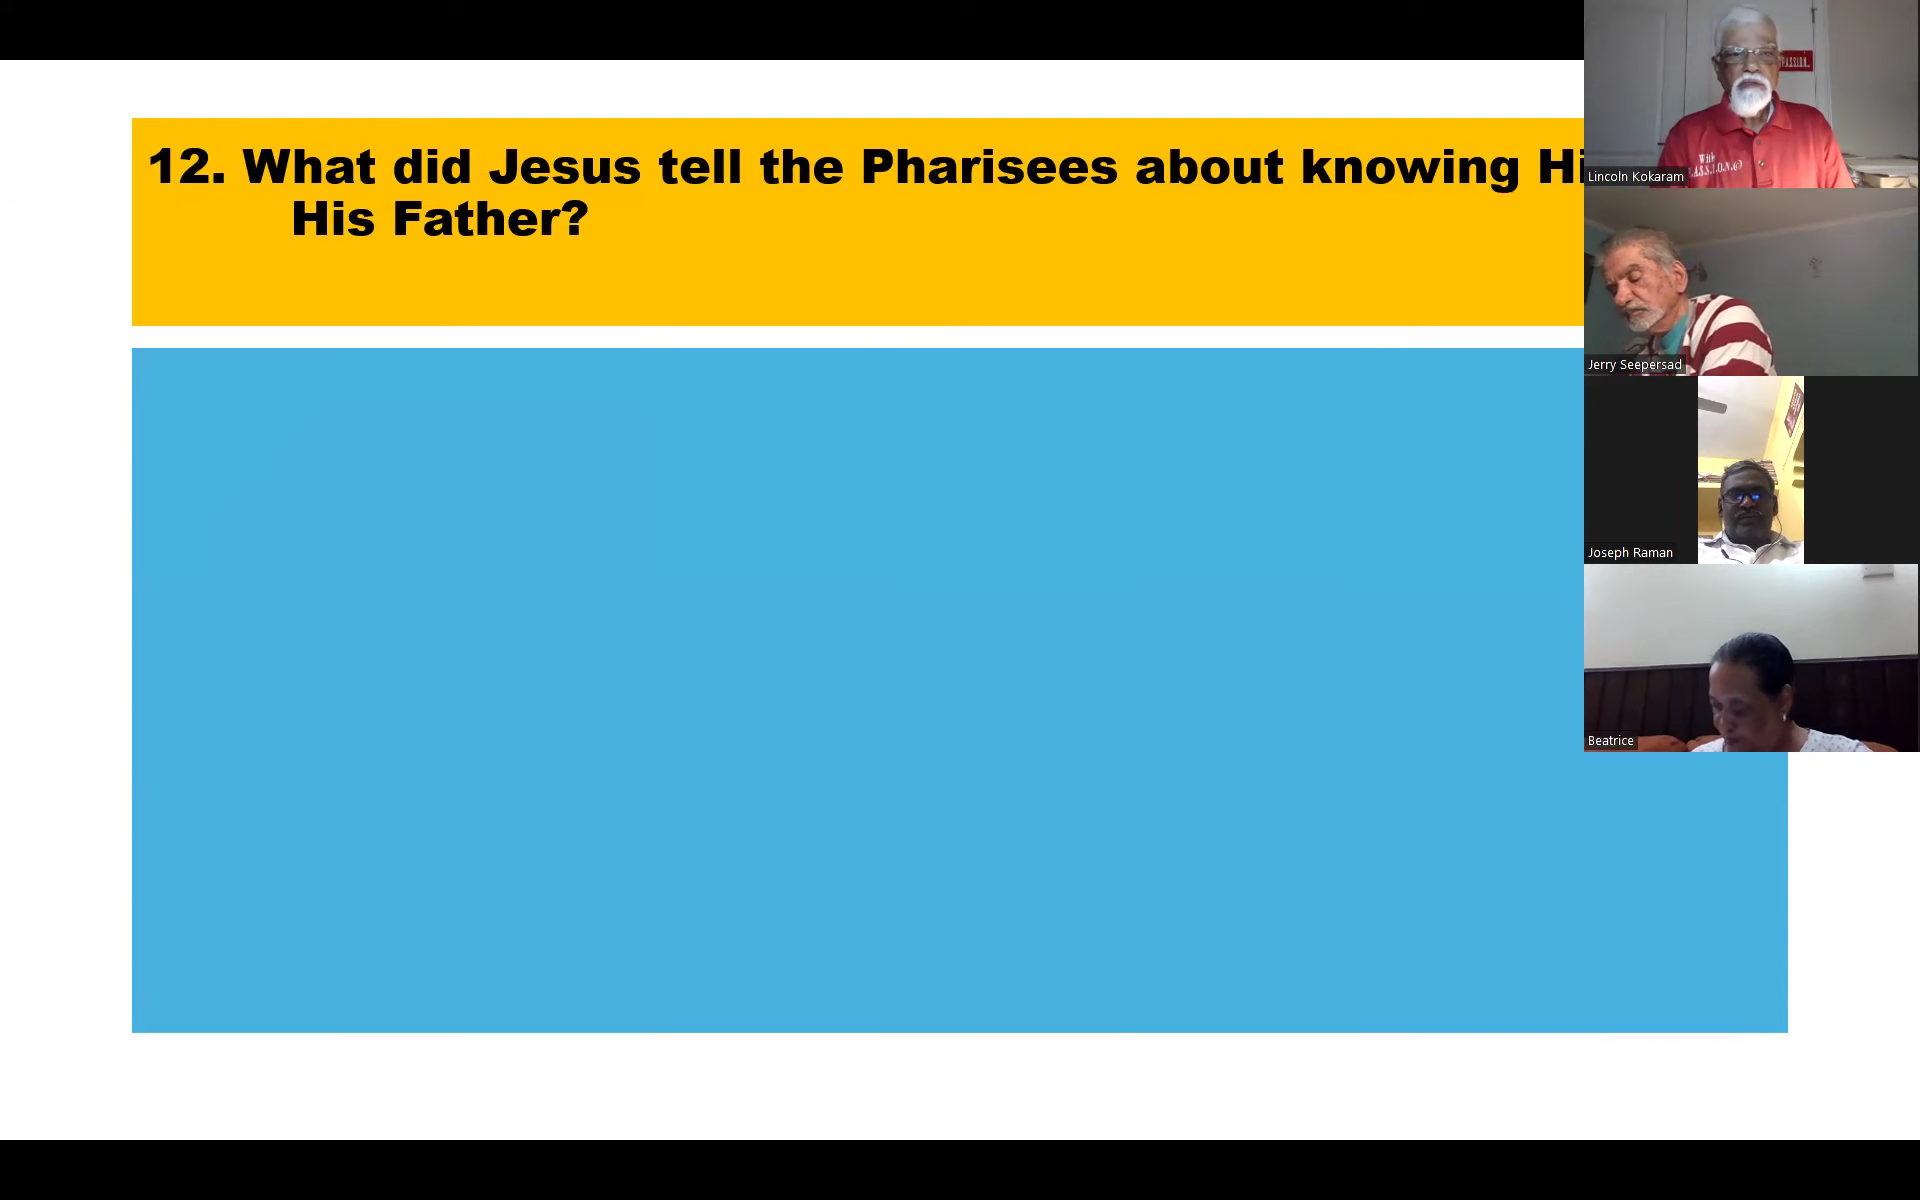 12. What did Jesus tell the Pharisees about knowing Hi
His Father?
Lincoln Kokaram
Jerry Seepersad
Joseph Raman
Beatrice
With